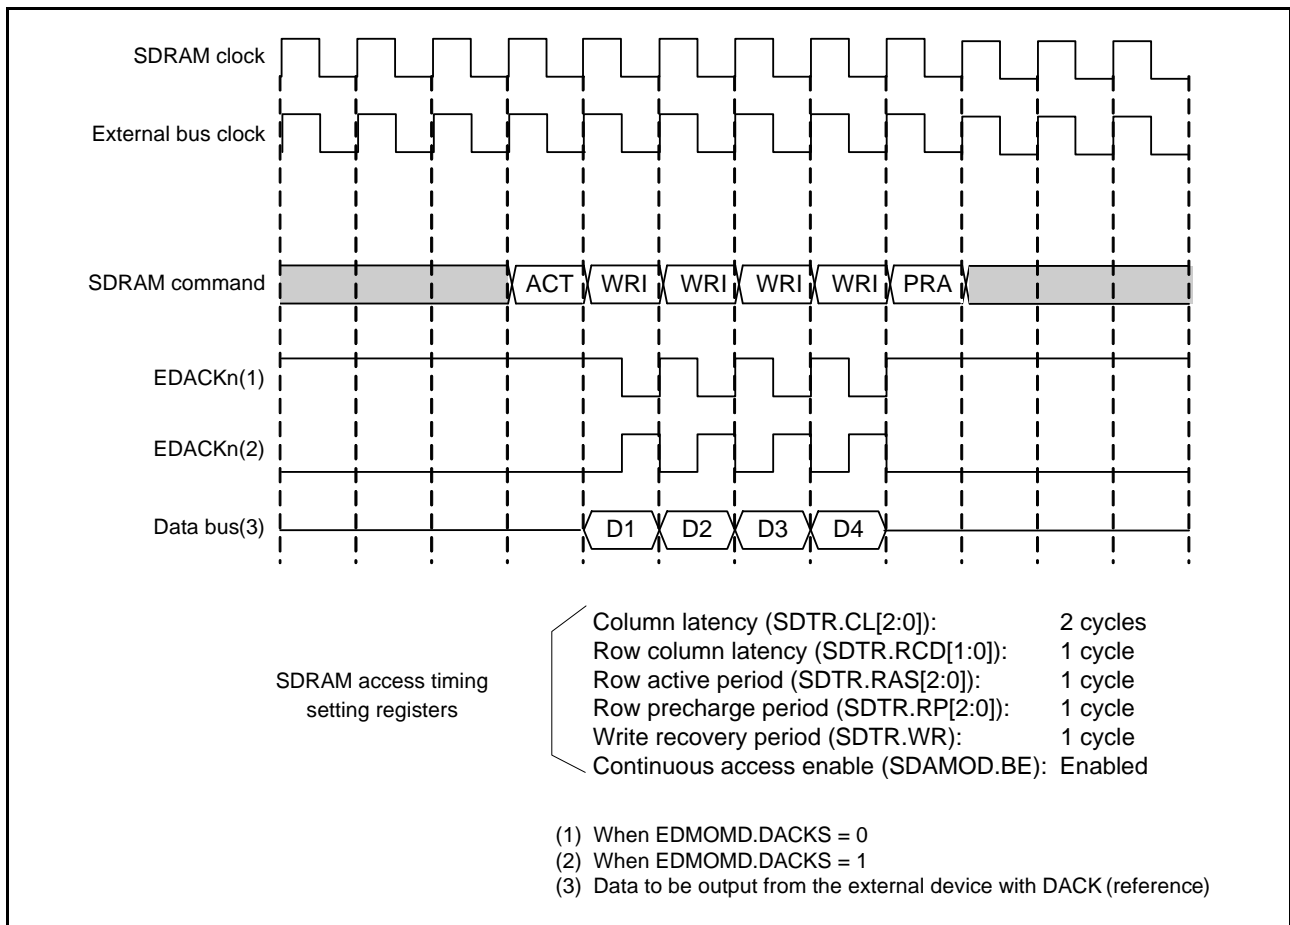 SDRAM clock
External bus clock
SDRAM command
ACT WRI WRI WRI WRI PRA
EDACKn(1)
EDACKn(2)
Data bus(3)
D1 D2 D3 D4
SDRAM access timing
setting registers
Column latency (SDTR.CL[2:0]): 2 cycles
Row column latency (SDTR.RCD[1:0]): 1 cycle
Row active period (SDTR.RAS[2:0]): 1 cycle
Row precharge period (SDTR.RP[2:0]): 1 cycle
Write recovery period (SDTR.WR): 1 cycle
Continuous access enable (SDAMOD.BE): Enabled
(1) When EDMOMD.DACKS = 0
(2) When EDMOMD.DACKS = 1
(3) Data to be output from the external device with DACK (reference)